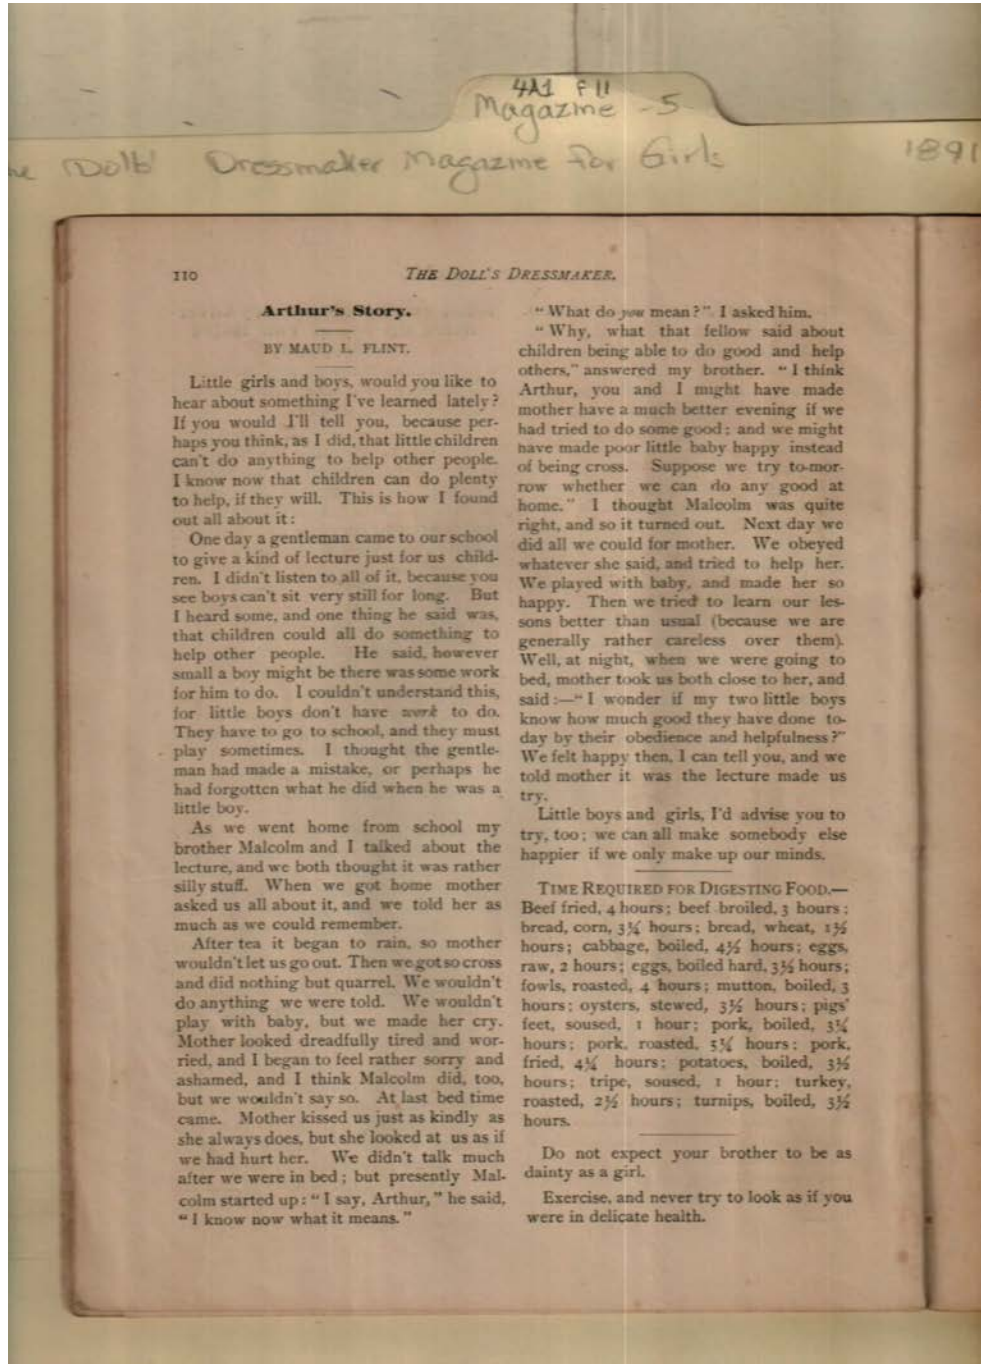 4A1 F11
Magazine - 5
Dolls' Dressmaker Magazine for Girls 1891
110
THE DOLL'S DRESSMAKER.
Arthur's Story.
BY MAUD L. FLINT.
Little girls and boys, would you like to
hear about something I've learned lately?
If you would I'll tell you, because per-
haps you think, as I did, that little children
can't do anything to help other people.
I know now that children can do plenty
to help, if they will. This is how I found
out all about it:
One day a gentleman came to our school
to give a kind of lecture just for us child-
ren. I didn't listen to all of it, because you
see boys can't sit very still for long. But
I heard some, and one thing he said was,
that children could all do something to
help other people. He said, however
small a boy might be there was some work
for him to do. I couldn't understand this,
for little boys don't have work to do.
They have to go to school, and they must
play sometimes. I thought the gentle-
man had made a mistake, or perhaps he
had forgotten what he did when he was a
little boy.
As we went home from school my
brother Malcolm and I talked about the
lecture, and we both thought it was rather
silly stuff. When we got home mother
asked us all about it, and we told her as
much as we could remember.
After tea it began to rain, so mother
wouldn't let us go out. Then we got so cross
and did nothing but quarrel. We wouldn't
do anything we were told. We wouldn't
play with baby, but we made her cry.
Mother looked dreadfully tired and wor-
ried, and I began to feel rather sorry and
ashamed, and I think Malcolm did, too,
but we wouldn't say so. At last bed time
came. Mother kissed us just as kindly as
she always does, but she looked at us as if
we had hurt her. We didn't talk much
after we were in bed; but presently Mal-
colm started up: "I say, Arthur," he said,
"I know now what it means."
"What do you mean?" I asked him.
"Why, what that fellow said about
children being able to do good and help
others," answered my brother. "I think
Arthur, you and I might have made
mother have a much better evening if we
had tried to do some good; and we might
have made poor little baby happy instead
of being cross. Suppose we try to-mor-
row whether we can do any good at
home." I thought Malcolm was quite
right, and so it turned out. Next day we
did all we could for mother. We obeyed
whatever she said, and tried to help her.
We played with baby, and made her so
happy. Then we tried to learn our les-
sons better than usual (because we are
generally rather careless over them).
Well, at night, when we were going to
bed, mother took us both close to her, and
said:—"I wonder if my two little boys
know how much good they have done to-
day by their obedience and helpfulness?"
We felt happy then, I can tell you, and we
told mother it was the lecture made us
try.
Little boys and girls, I'd advise you to
try, too; we can all make somebody else
happier if we only make up our minds.
TIME REQUIRED FOR DIGESTING FOOD.—
Beef fried, 4 hours; beef broiled, 3 hours;
bread, corn, 3¼ hours; bread, wheat, 1½
hours; cabbage, boiled, 4½ hours; eggs,
raw, 2 hours; eggs, boiled hard, 3½ hours;
fowls, roasted, 4 hours; mutton, boiled, 3
hours; oysters, stewed, 3½ hours; pigs'
feet, soused, 1 hour; pork, boiled, 3¼
hours; pork, roasted, 5¼ hours; pork,
fried, 4¼ hours; potatoes, boiled, 3½
hours; tripe, soused, 1 hour; turkey,
roasted, 2½ hours; turnips, boiled, 3½
hours.
Do not expect your brother to be as
dainty as a girl.
Exercise, and never try to look as if you
were in delicate health.